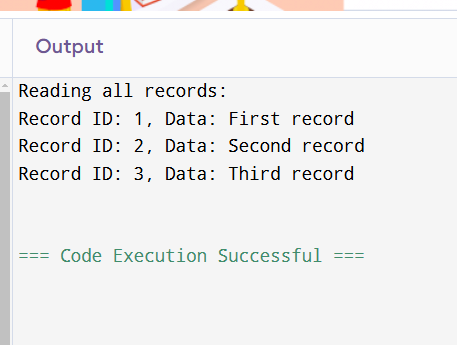 Output
Reading all records:
Record ID: 1, Data: First record
Record ID: 2, Data: Second record
Record ID: 3, Data: Third record
=== Code Execution Successful ===